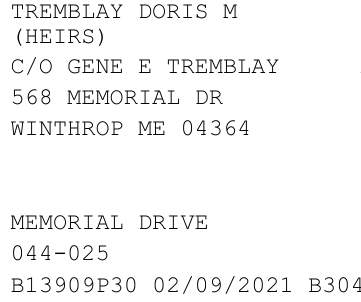 TREMBLAY DORIS M
(HEIRS)
C/O GENE E TREMBLAY
568 MEMORIAL DR
WINTHROP ME 04364
MEMORIAL DRIVE
044-025
B13909P30 02/09/2021 B304